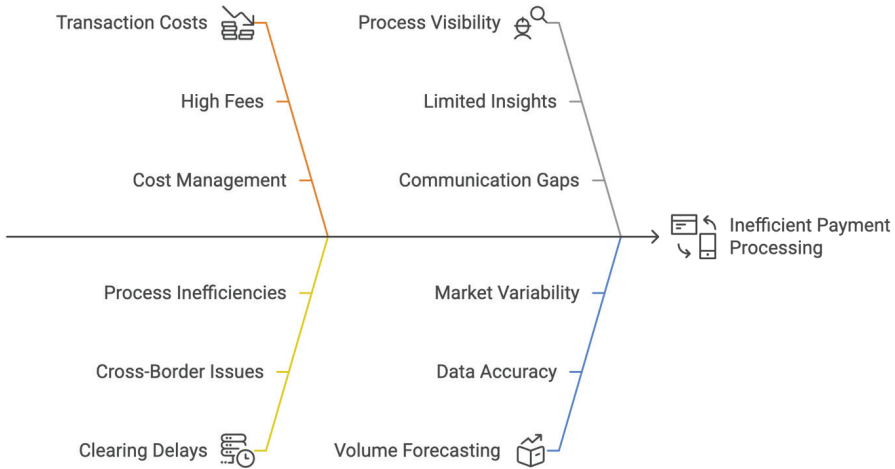 Transaction Costs
Process Visibility
High Fees
Limited Insights
Cost Management
Communication Gaps
Inefficient Payment
Processing
Process Inefficiencies
Market Variability
Cross-Border Issues
Data Accuracy
Clearing Delays
Volume Forecasting